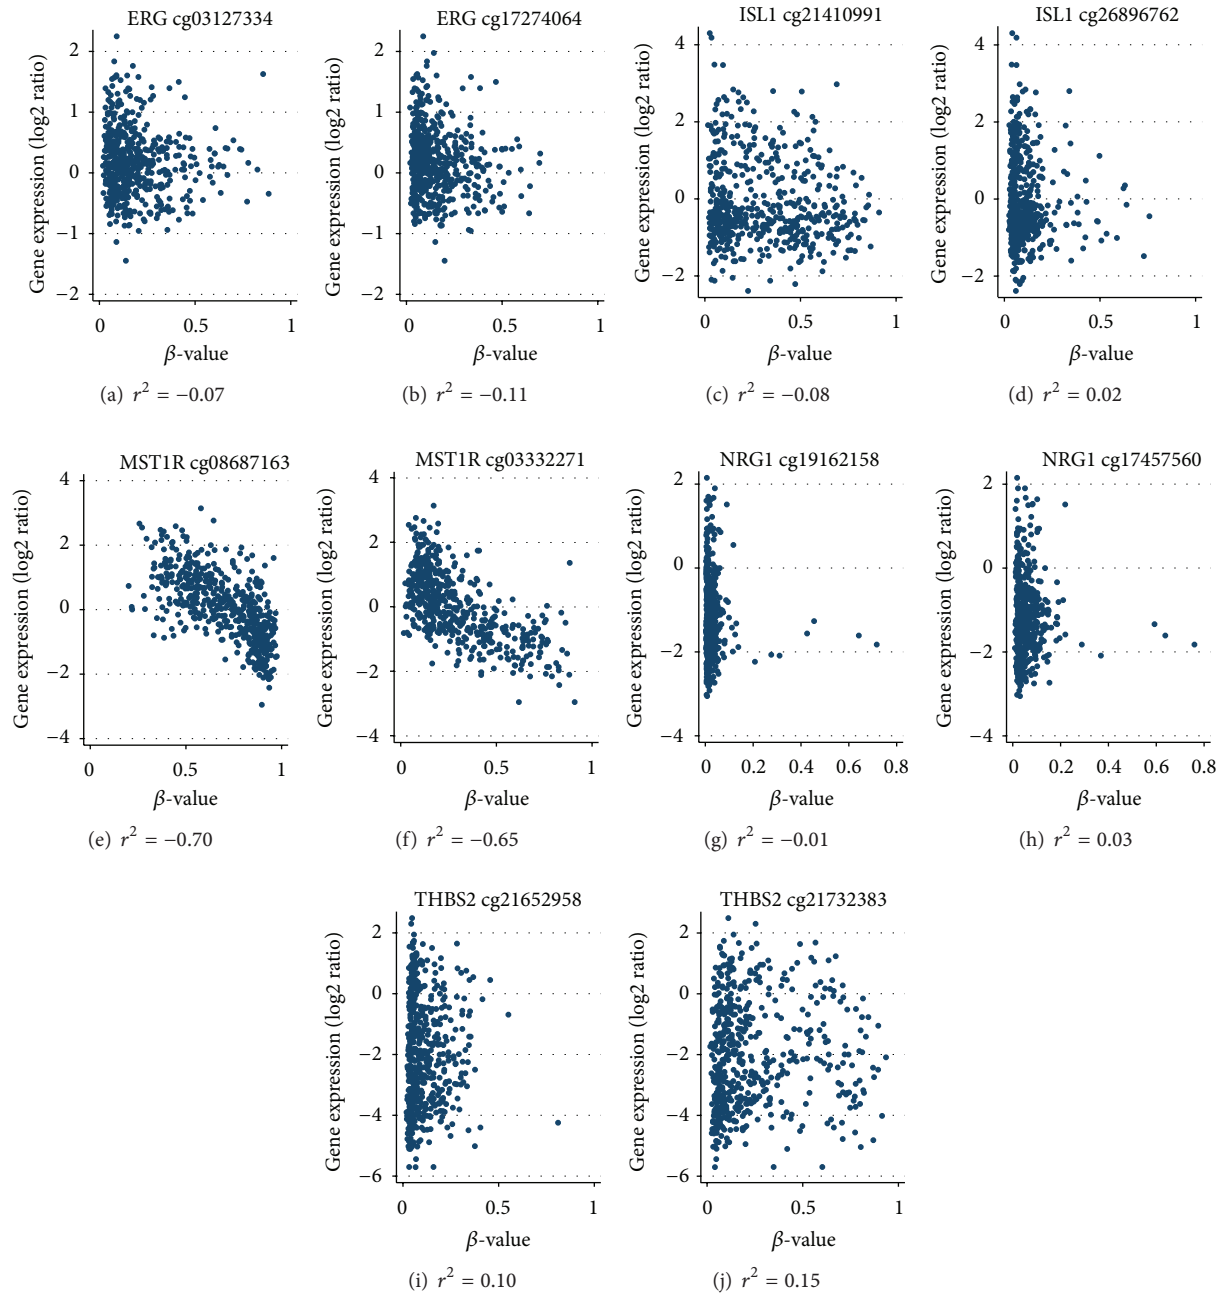 ERG cg03127334
Gene expression (log2 ratio)
2
1
0
−1
−2
0 0.5 1
β-value
(a) r² = −0.07
ERG cg17274064
Gene expression (log2 ratio)
2
1
0
−1
−2
0 0.5 1
β-value
(b) r² = −0.11
ISL1 cg21410991
Gene expression (log2 ratio)
4
2
0
−2
0 0.5 1
β-value
(c) r² = −0.08
ISL1 cg26896762
Gene expression (log2 ratio)
4
2
0
−2
0 0.5 1
β-value
(d) r² = 0.02
MST1R cg08687163
Gene expression (log2 ratio)
4
2
0
−2
−4
0 0.5 1
β-value
(e) r² = −0.70
MST1R cg03332271
Gene expression (log2 ratio)
4
2
0
−2
−4
0 0.5 1
β-value
(f) r² = −0.65
NRG1 cg19162158
Gene expression (log2 ratio)
2
0
−2
−4
0 0.2 0.4 0.6 0.8
β-value
(g) r² = −0.01
NRG1 cg17457560
Gene expression (log2 ratio)
2
0
−2
−4
0 0.2 0.4 0.6 0.8
β-value
(h) r² = 0.03
THBS2 cg21652958
Gene expression (log2 ratio)
2
0
−2
−4
−6
0 0.5 1
β-value
(i) r² = 0.10
THBS2 cg21732383
Gene expression (log2 ratio)
2
0
−2
−4
−6
0 0.5 1
β-value
(j) r² = 0.15